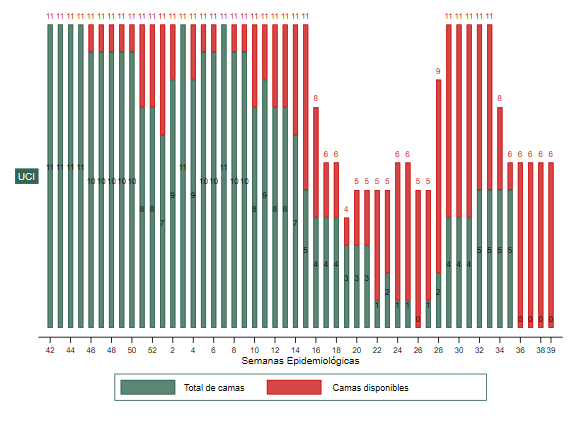 11 11 11 11 11 11 11 11 11 11 11 11 11 11 11 11 11 11 11 11 11 11 11 11 11 11 11 11 11 11 11
9
8 8
6 6 6 6 6 6 6 6 6
11 11 11 11 11 11
UCI
10 10 10 10 10 10 10 10 10
5 5 5 5 5 5
9 9 9
8 8 8 8 8
4
7 7
5 5 5 5 5
4 4 4 4 4 4
3 3 3
2 2
1 1 1 1
0 0 0 0 0
42 44 46 48 50 52 2 4 6 8 10 12 14 16 18 20 22 24 26 28 30 32 34 36 38 39
Semanas Epidemiológicas
Total de camas Camas disponibles